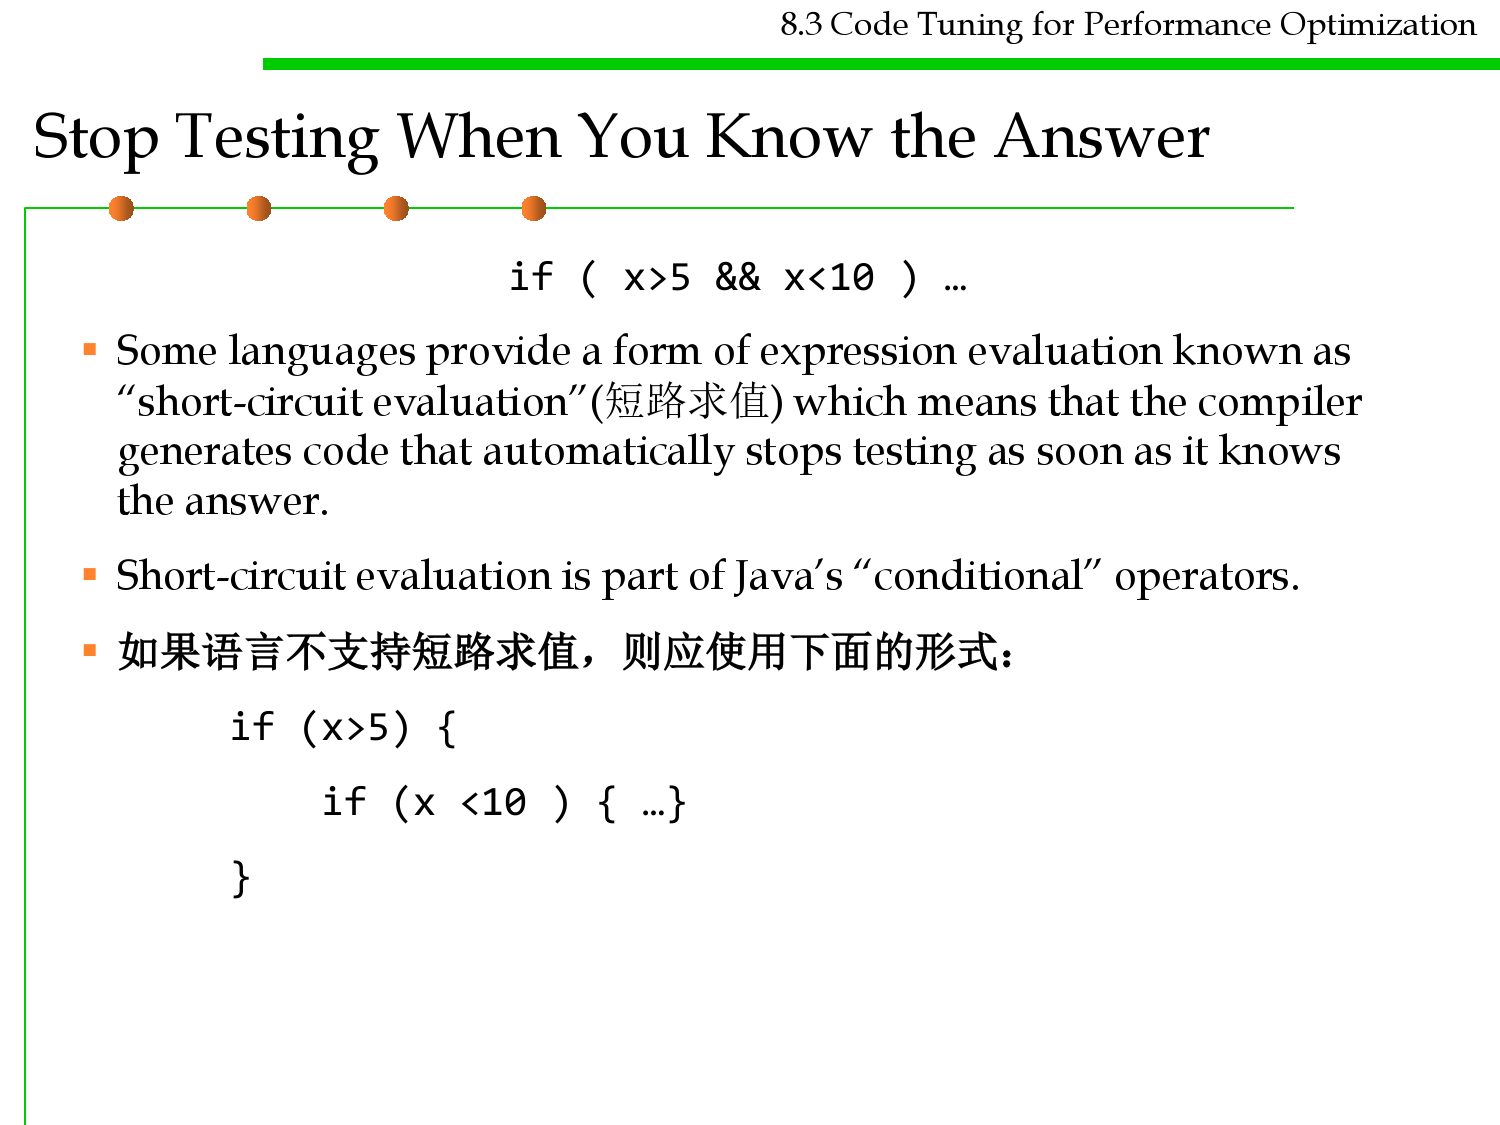 8.3 Code Tuning for Performance Optimization
Stop Testing When You Know the Answer
if ( x>5 && x<10 ) …
Some languages provide a form of expression evaluation known as
“short-circuit evaluation”(短路求值) which means that the compiler
generates code that automatically stops testing as soon as it knows
the answer.
Short-circuit evaluation is part of Java’s “conditional” operators.
如果语言不支持短路求值，则应使用下面的形式：
if (x>5) {
if (x <10 ) { …}
}